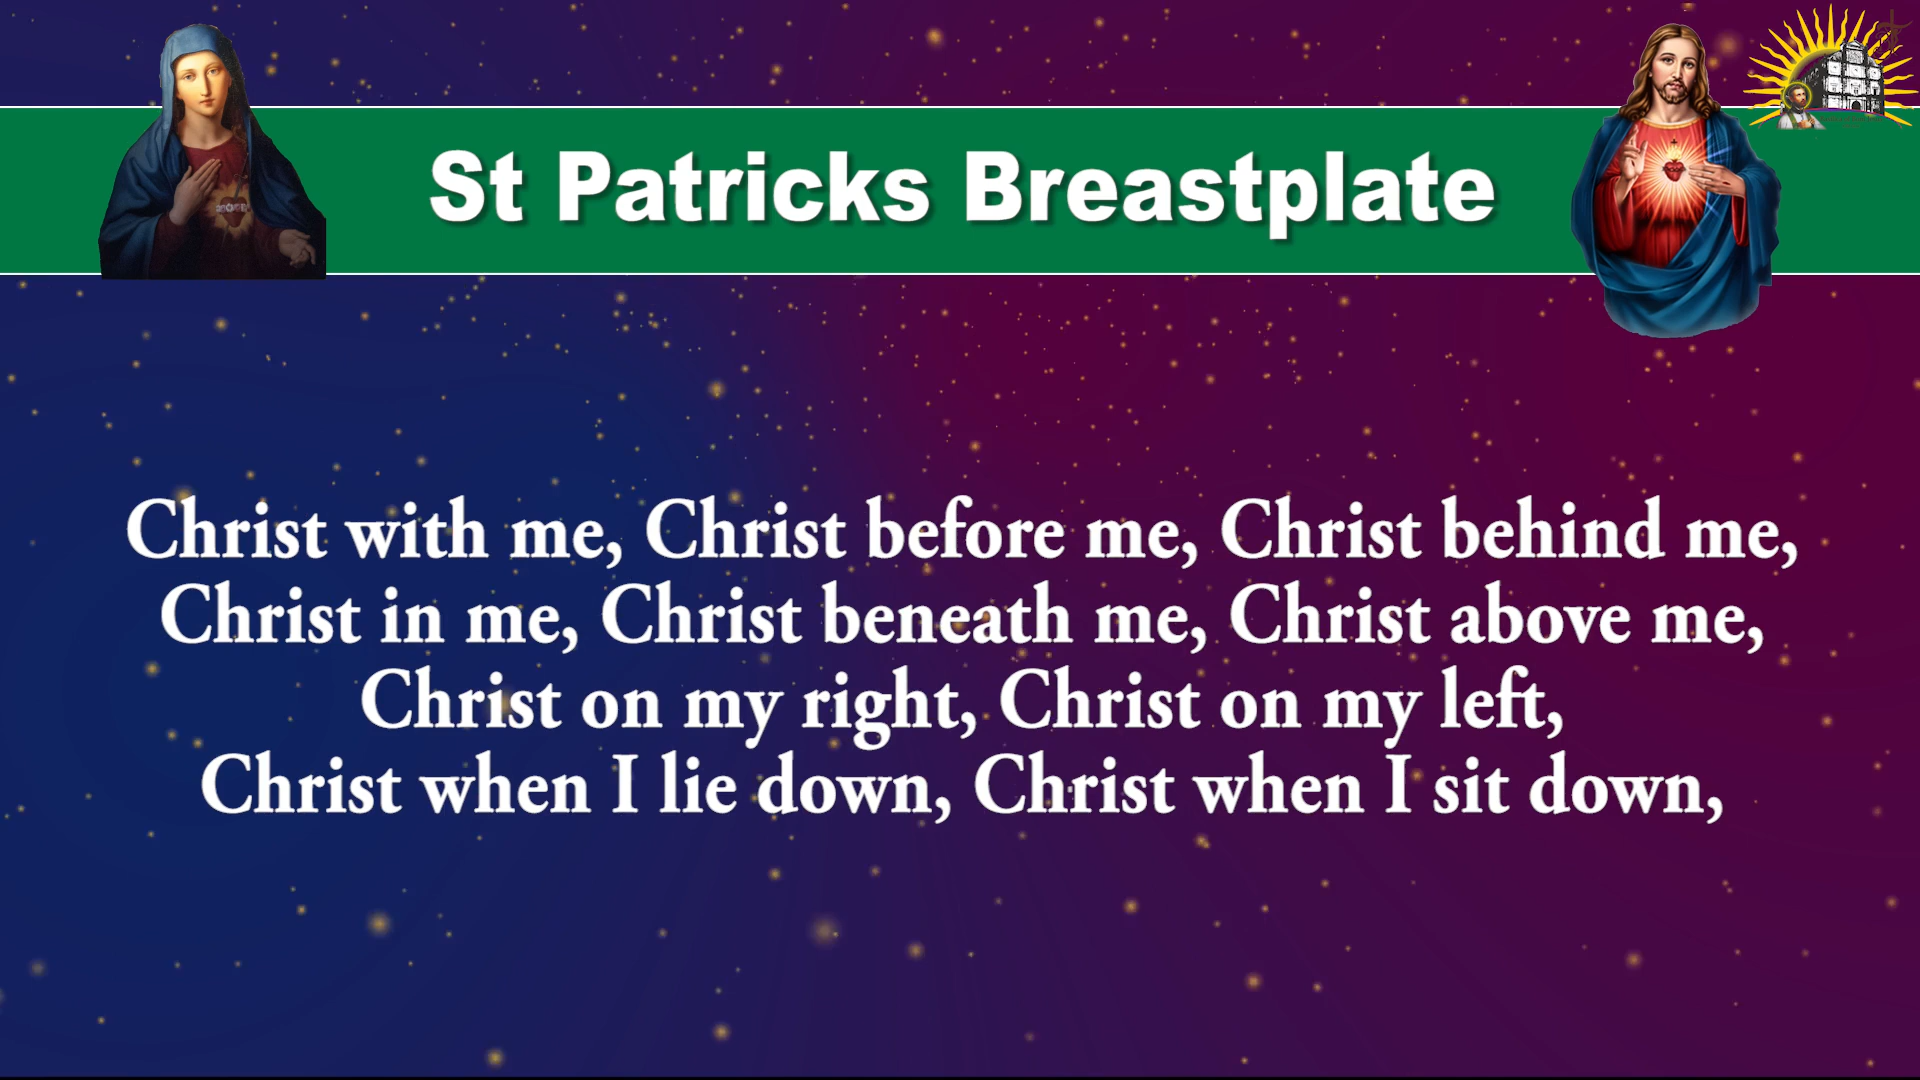 St Patricks Breastplate
Christ with me, Christ before me, Christ behind me,
Christ in me, Christ beneath me, Christ above me,
Christ on my right, Christ on my left,
Christ when I lie down, Christ when I sit down,